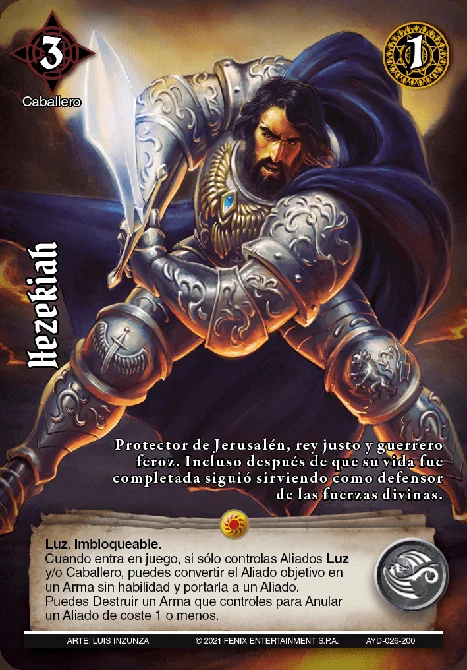 3
1
Caballero
Hezekiah
Protector de Jerusalén, rey justo y guerrero
feroz. Incluso después de que su vida fue
completada siguió sirviendo como defensor
de las fuerzas divinas.
Luz. Imbloqueable.
Cuando entra en juego, si sólo controlas Aliados Luz
y/o Caballero, puedes convertir el Aliado objetivo en
un Arma sin habilidad y portarla a un Aliado.
Puedes Destruir un Arma que controles para Anular
un Aliado de coste 1 o menos.
ARTE: LUIS INZUNZA © 2021 FENIX ENTERTAINMENT S.R.A. AYD-026-200